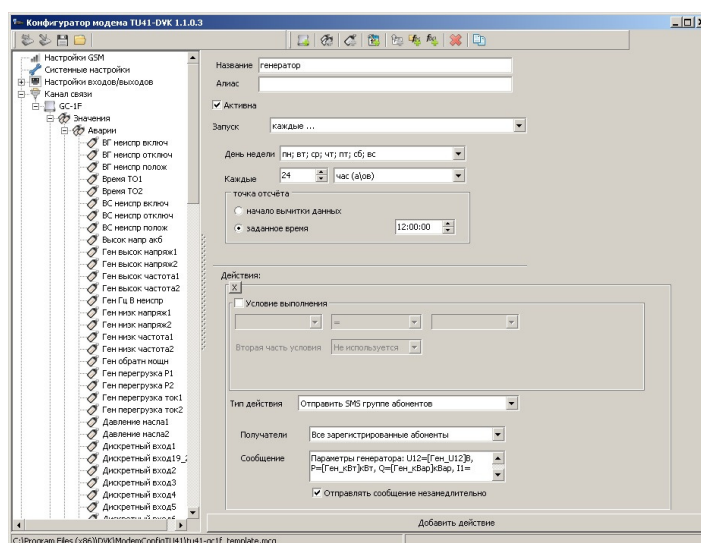 Конфигуратор модема TU41-DVK 1.1.0.3
Настройки GSM
Системные настройки
Настройки входов/выходов
Канал связи
GC-1F
Значения
Аварии
ВГ неиспр включ
ВГ неиспр отключ
ВГ неиспр полож
Время ТО1
Время ТО2
ВС неиспр включ
ВС неиспр отключ
ВС неиспр полож
Высок напр акб
Ген высок напряж1
Ген высок напряж2
Ген высок частота1
Ген высок частота2
Ген Гц В неиспр
Ген низк напряж1
Ген низк напряж2
Ген низк частота1
Ген низк частота2
Ген обратн мощн
Ген перегрузка P1
Ген перегрузка P2
Ген перегрузка ток1
Ген перегрузка ток2
Давление масла1
Давление масла2
Дискретный вход1
Дискретный вход19_2
Дискретный вход2
Дискретный вход3
Дискретный вход4
Дискретный вход5
Дискретный вход6
Название генератор
Алиас
Активна
Запуск каждые ...
День недели пн; вт; ср; чт; пт; сб; вс
Каждые 24 час (а\ов)
точка отсчёта
начало вычитки данных
заданное время 12:00:00
Действия:
X
Условие выполнения
=
Вторая часть условия Не используется
Тип действия Отправить SMS группе абонентов
Получатели Все зарегистрированные абоненты
Сообщение Параметры генератора: U12=[Ген_U12]В,
P=[Ген_кВт]кВт, Q=[Ген_кВар]кВар, I1=
Отправлять сообщение незамедлительно
Добавить действие
C:\Program Files (x86)\DVK\ModemConfigTU41\tu41-gc1f_template.mcg